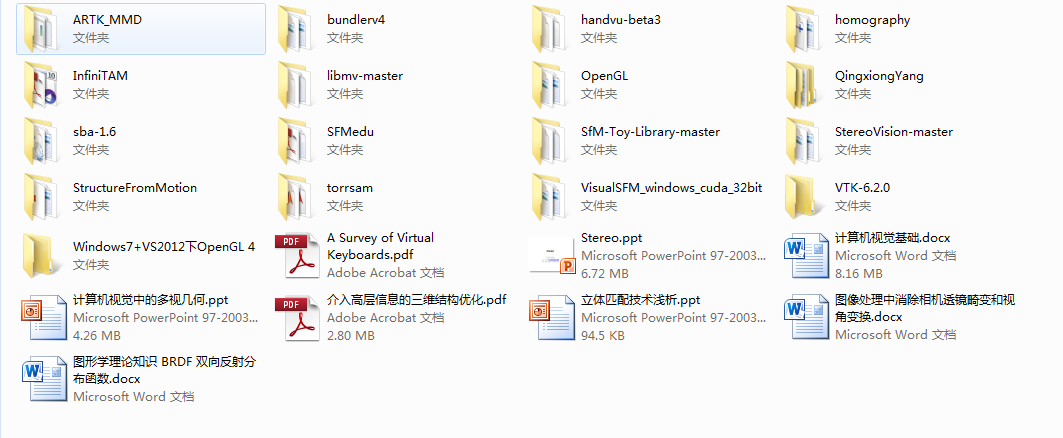 ARTK_MMD
文件夹
bundlerv4
文件夹
handvu-beta3
文件夹
homography
文件夹
InfiniTAM
文件夹
libmv-master
文件夹
OpenGL
文件夹
QingxiongYang
文件夹
sba-1.6
文件夹
SFMedu
文件夹
SfM-Toy-Library-master
文件夹
StereoVision-master
文件夹
StructureFromMotion
文件夹
torrsam
文件夹
VisualSFM_windows_cuda_32bit
文件夹
VTK-6.2.0
文件夹
Windows7+VS2012下OpenGL 4
文件夹
PDF
A Survey of Virtual
Keyboards.pdf
Adobe Acrobat 文档
Stereo.ppt
Microsoft PowerPoint 97-2003...
6.72 MB
计算机视觉基础.docx
Microsoft Word 文档
8.16 MB
计算机视觉中的多视几何.ppt
Microsoft PowerPoint 97-2003...
4.26 MB
PDF
介入高层信息的三维结构优化.pdf
Adobe Acrobat 文档
2.80 MB
立体匹配技术浅析.ppt
Microsoft PowerPoint 97-2003...
94.5 KB
图像处理中消除相机透镜畸变和视
角变换.docx
Microsoft Word 文档
图形学理论知识 BRDF 双向反射分
布函数.docx
Microsoft Word 文档